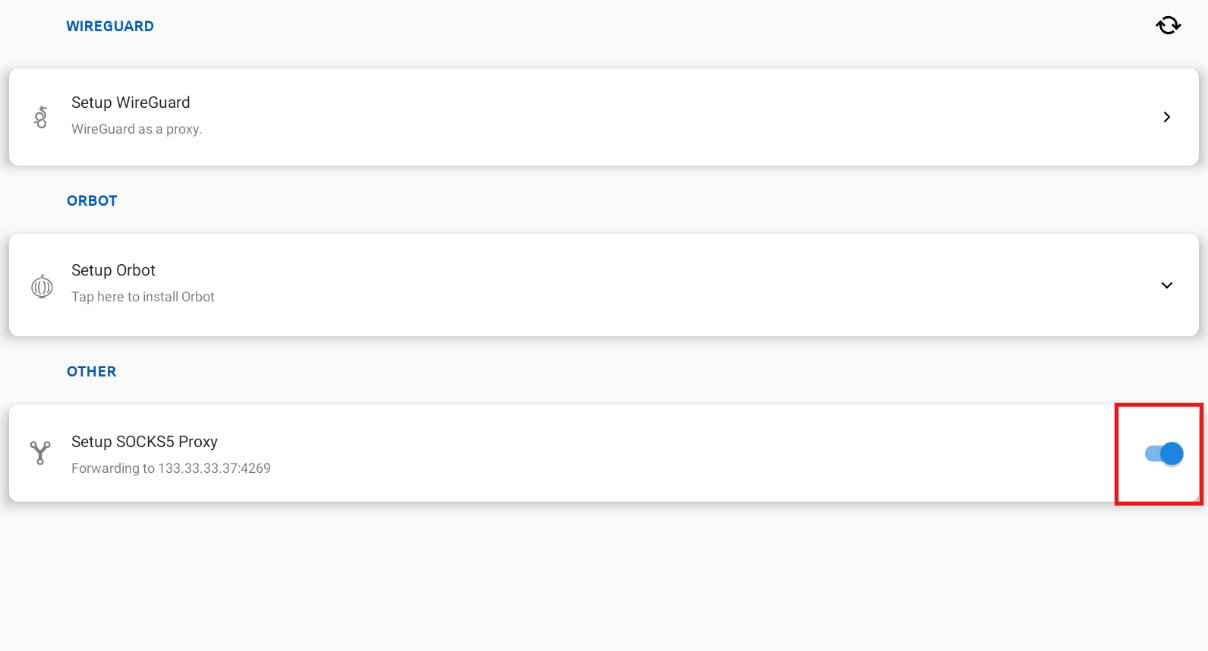 WIREGUARD
Setup WireGuard
WireGuard as a proxy.
ORBOT
Setup Orbot
Tap here to install Orbot
OTHER
Setup SOCKS5 Proxy
Forwarding to 133.33.33.37:4269